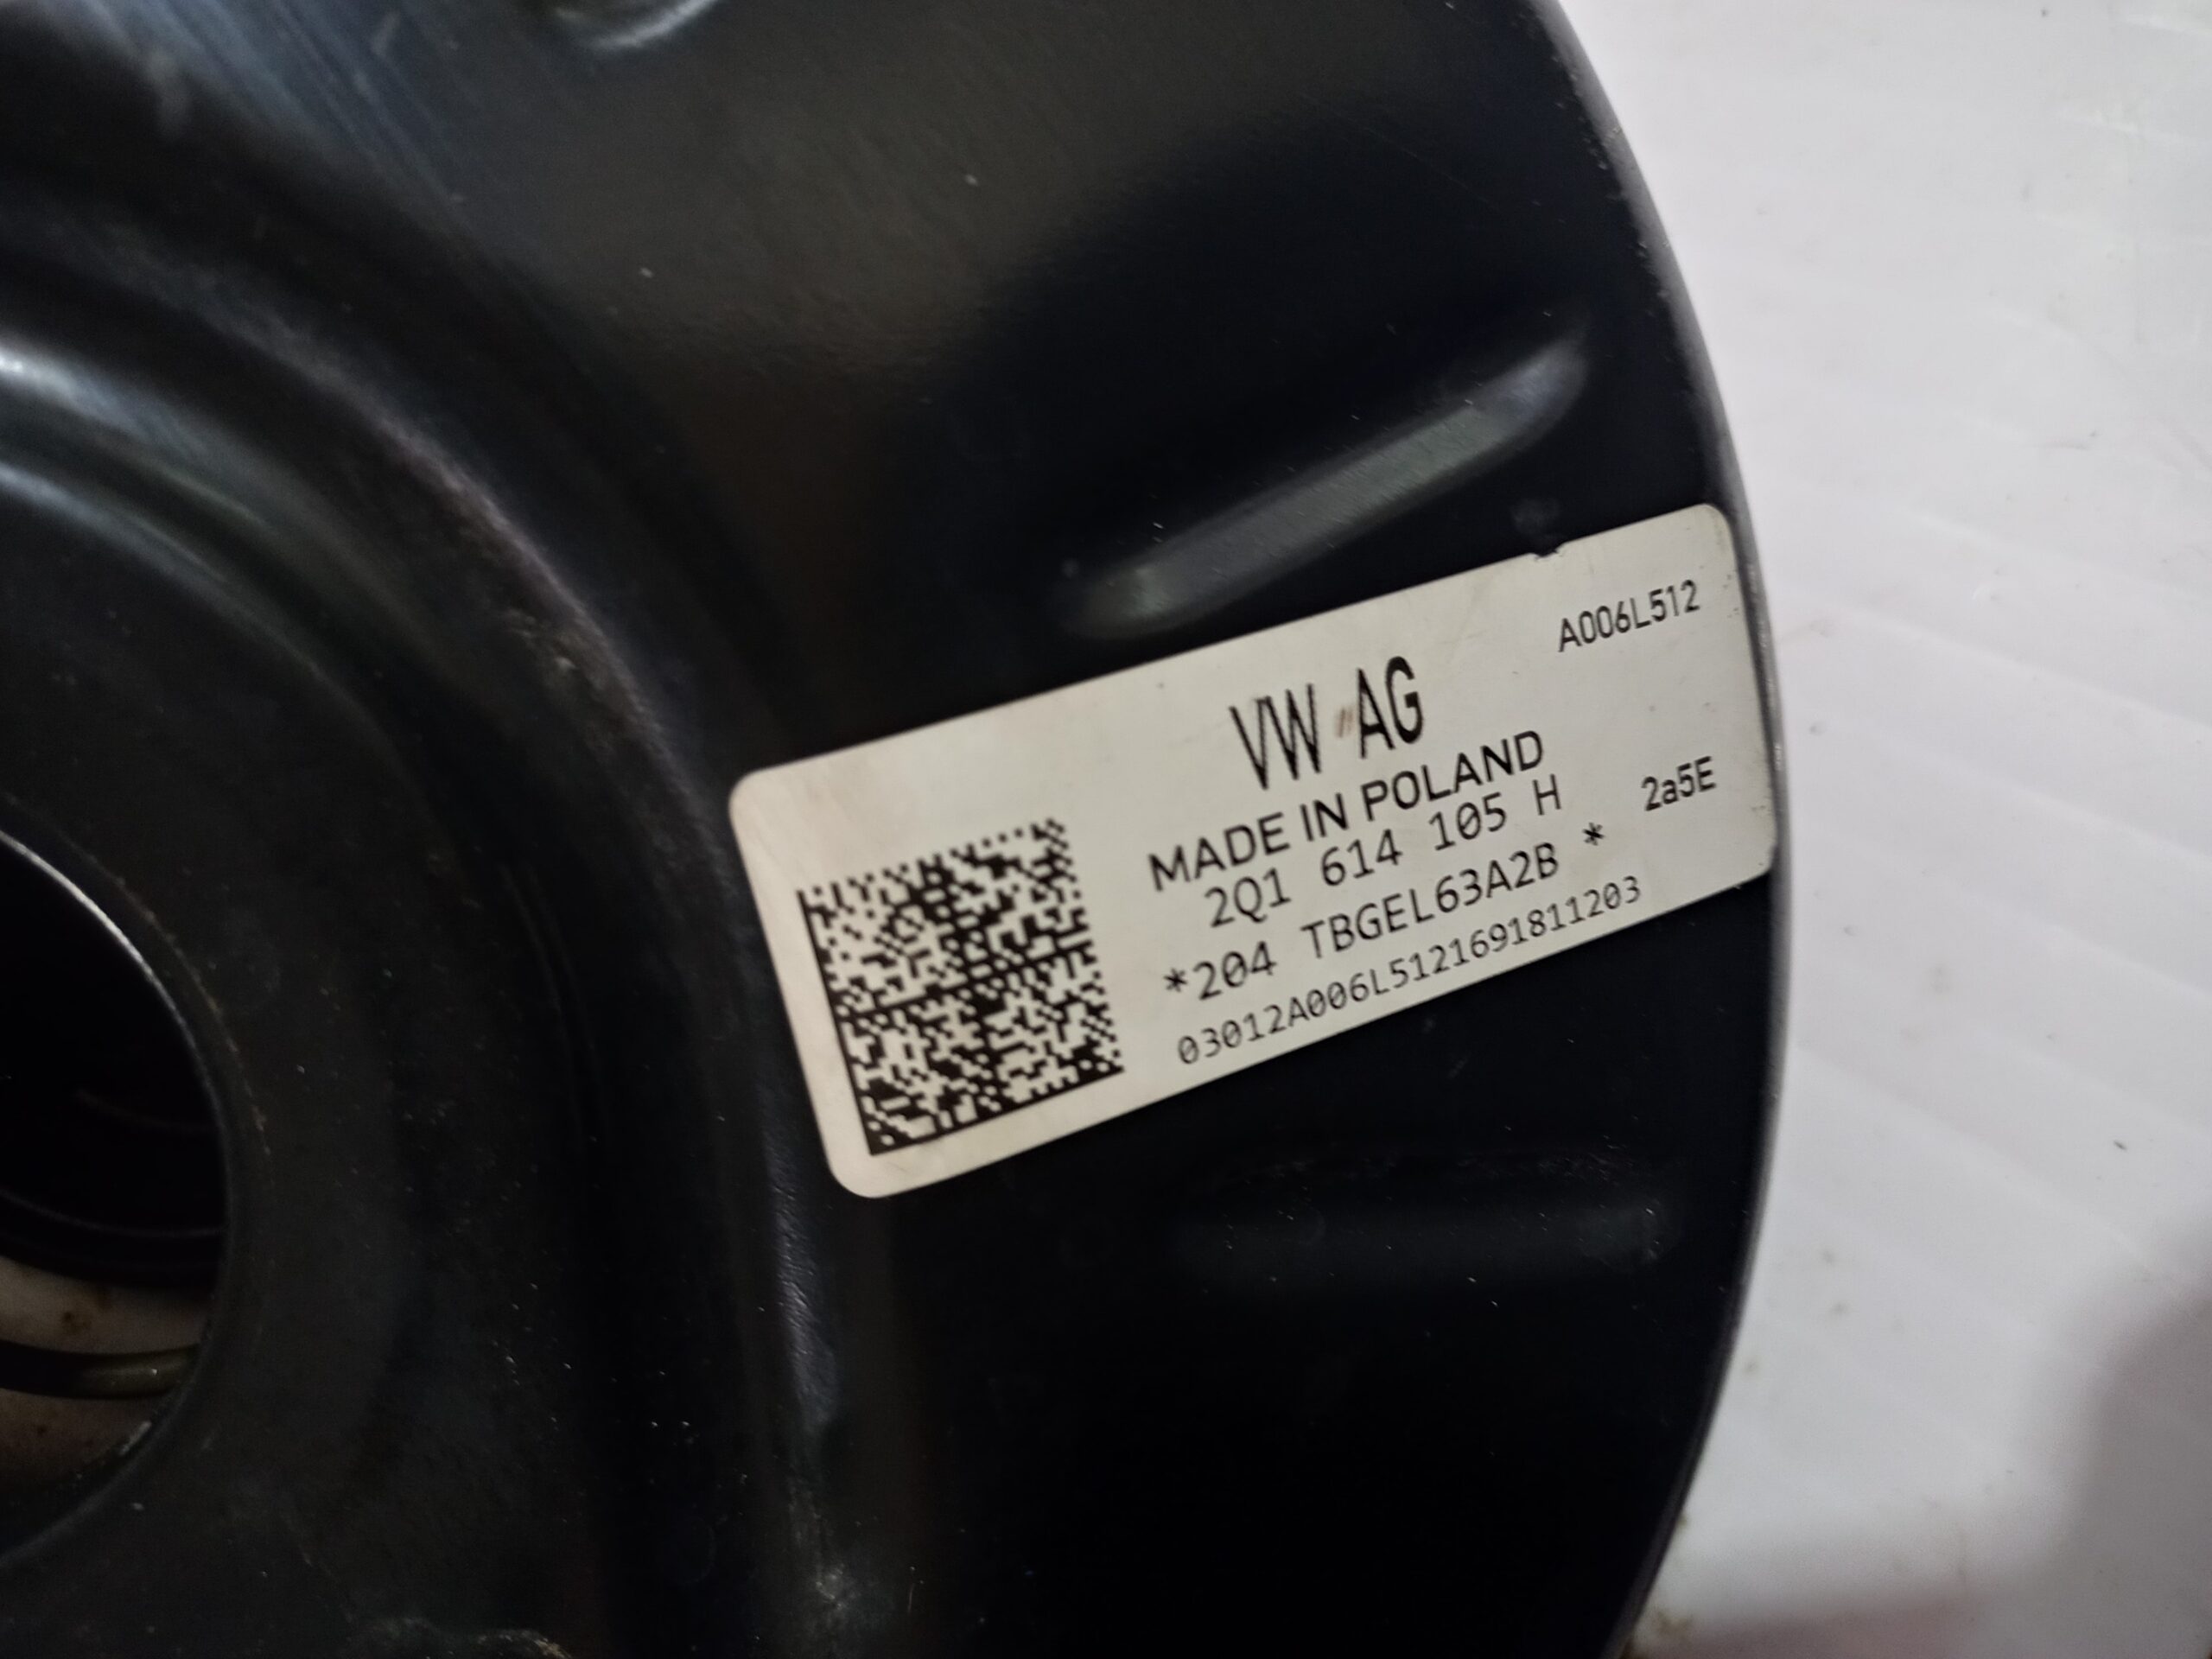 A006L512
VW AG
MADE IN POLAND
2Q1 614 105 H
2a5E
*204 TBGEL63A2B *
03012A006L5121691811203